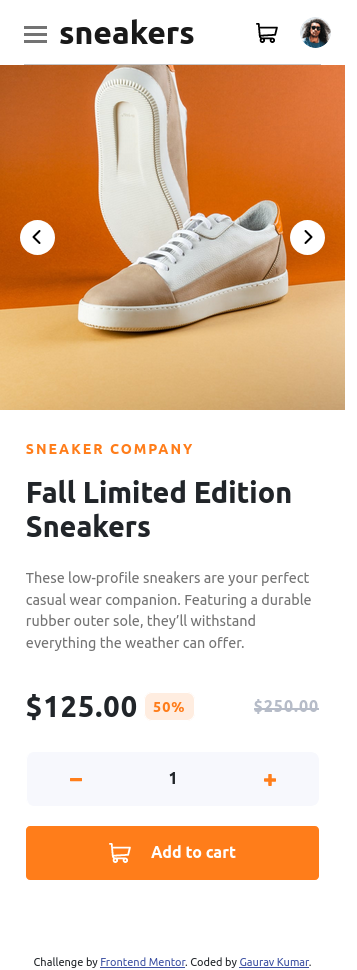 sneakers
SNEAKER COMPANY
Fall Limited Edition
Sneakers
These low-profile sneakers are your perfect
casual wear companion. Featuring a durable
rubber outer sole, they’ll withstand
everything the weather can offer.
$125.00 50% $250.00
1
Add to cart
Challenge by Frontend Mentor. Coded by Gaurav Kumar.